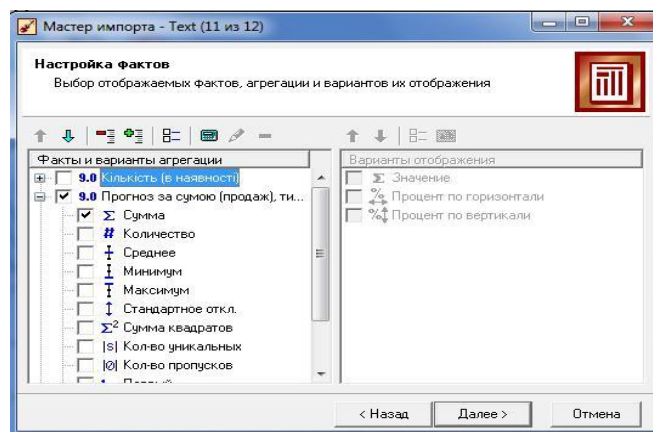 Мастер импорта - Text (11 из 12)
Настройка фактов
Выбор отображаемых фактов, агрегации и вариантов их отображения
Факты и варианты агрегации
9.0 Кількість (в наявності)
9.0 Прогноз за сумою (продаж), ти...
Σ Сумма
# Количество
Среднее
Минимум
Максимум
Стандартное откл.
Σ² Сумма квадратов
|S| Кол-во уникальных
|Ø| Кол-во пропусков
Варианты отображения
Σ Значение
% Процент по горизонтали
% Процент по вертикали
< Назад
Далее >
Отмена